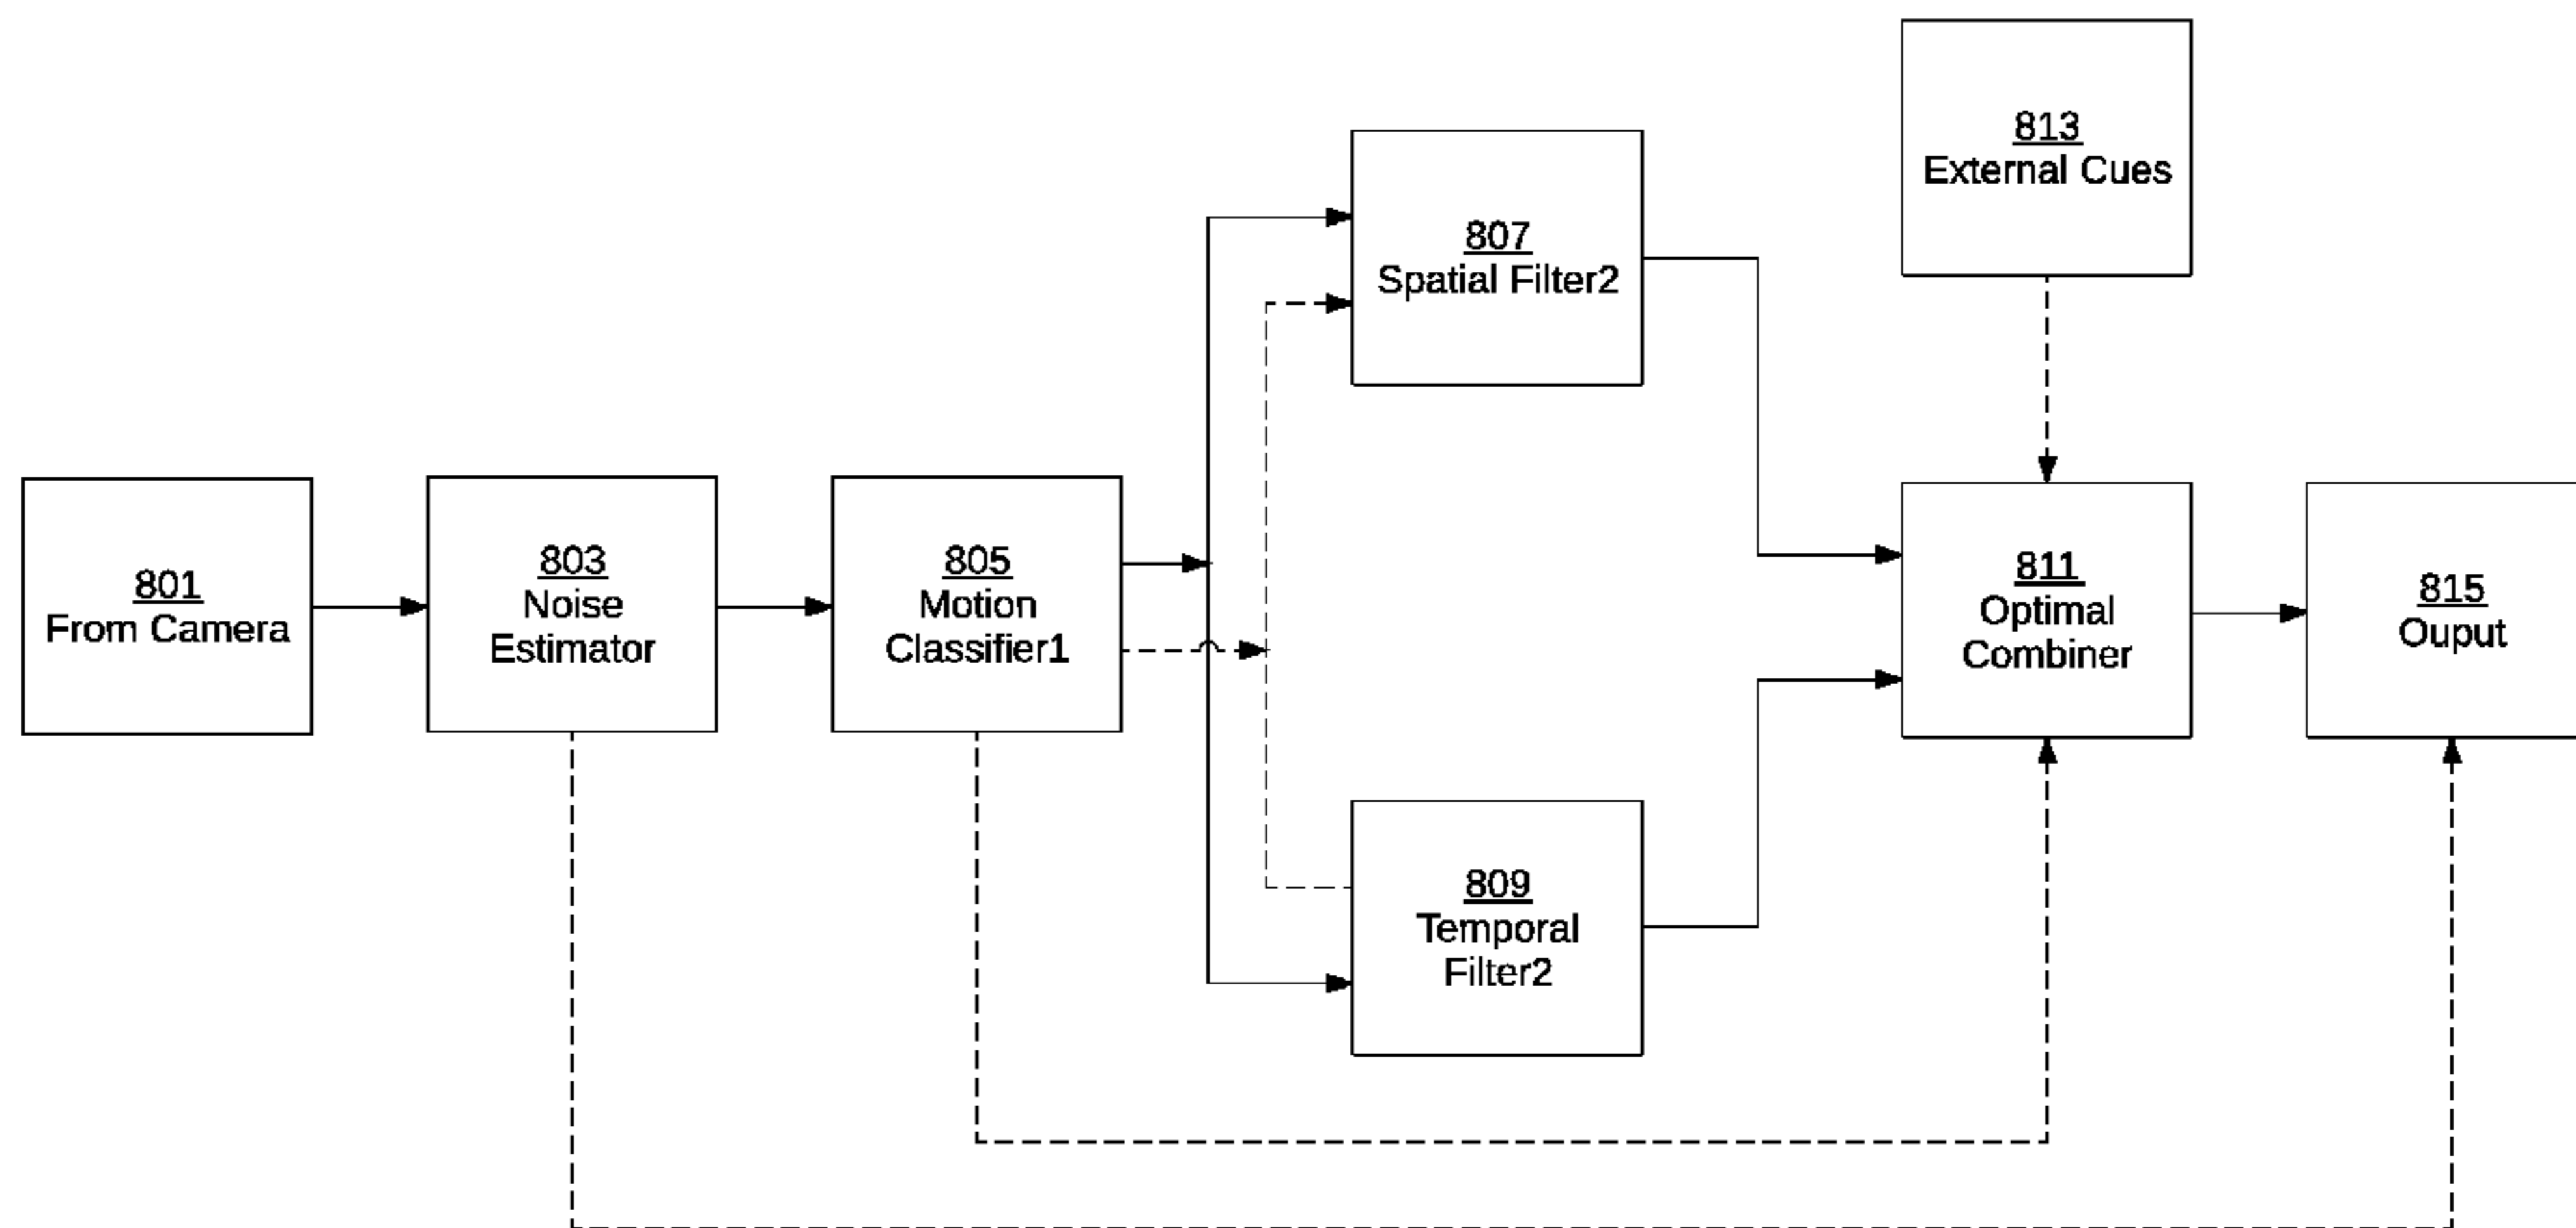 813
External Cues
807
Spatial Filter2
801
From Camera
803
Noise
Estimator
805
Motion
Classifier1
811
Optimal
Combiner
815
Ouput
809
Temporal
Filter2